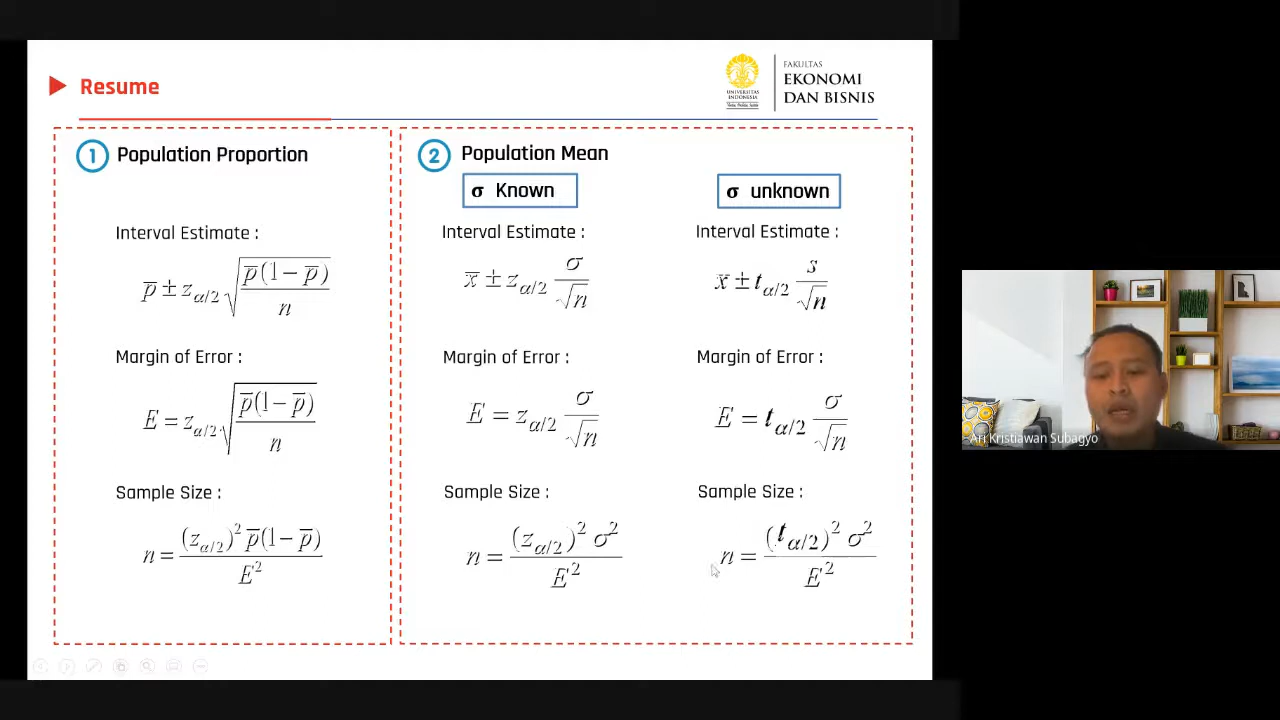 Resume
UNIVERSITAS
INDONESIA
FAKULTAS
EKONOMI
DAN BISNIS
1 Population Proportion
Interval Estimate :
p̅ ± z_{α/2} √(p̅(1 − p̅)/n)
Margin of Error :
E = z_{α/2} √(p̅(1 − p̅)/n)
Sample Size :
n = (z_{α/2})² p̅(1 − p̅)/E²
2 Population Mean
σ Known
Interval Estimate :
x̅ ± z_{α/2} σ/√n
Margin of Error :
E = z_{α/2} σ/√n
Sample Size :
n = (z_{α/2})² σ²/E²
σ unknown
Interval Estimate :
x̅ ± t_{α/2} s/√n
Margin of Error :
E = t_{α/2} σ/√n
Sample Size :
n = (t_{α/2})² σ²/E²
Ari Kristiawan Subagyo